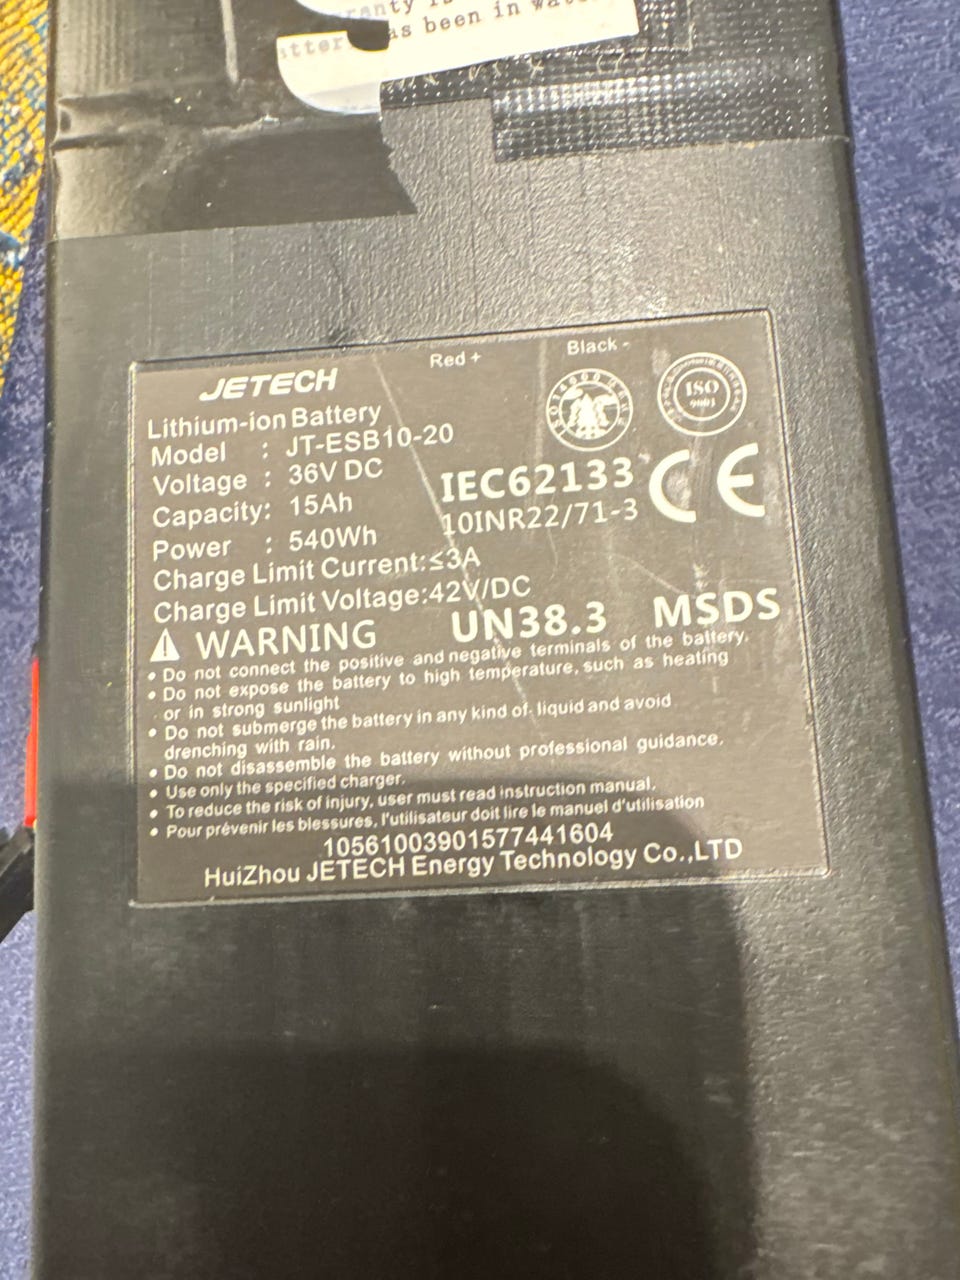 has been in
Red + Black -
JETECH
Lithium-ion Battery
Model : JT-ESB10-20
Voltage : 36V DC
Capacity: 15Ah
Power : 540Wh
ISO
9001
IEC62133 CE
10INR22/71-3
Charge Limit Current:≤3A
Charge Limit Voltage:42V/DC
WARNING UN38.3 MSDS
• Do not connect the positive and negative terminals of the battery.
• Do not expose the battery to high temperature, such as heating
or in strong sunlight
• Do not submerge the battery in any kind of liquid and avoid
drenching with rain.
• Do not disassemble the battery without professional guidance.
• Use only the specified charger.
• To reduce the risk of injury, user must read instruction manual.
• Pour prévenir les blessures, l'utilisateur doit lire le manuel d'utilisation
10561003901577441604
HuiZhou JETECH Energy Technology Co.,LTD